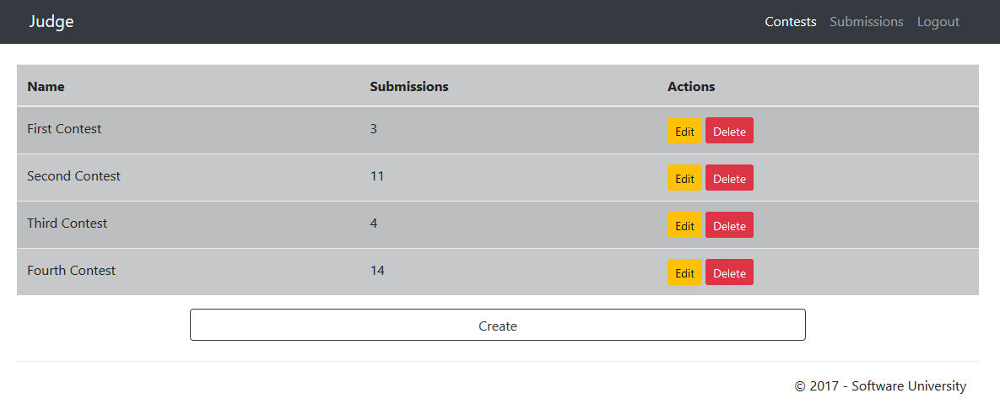 Judge Contests Submissions Logout
Name Submissions Actions
First Contest 3 Edit Delete
Second Contest 11 Edit Delete
Third Contest 4 Edit Delete
Fourth Contest 14 Edit Delete
Create
© 2017 - Software University